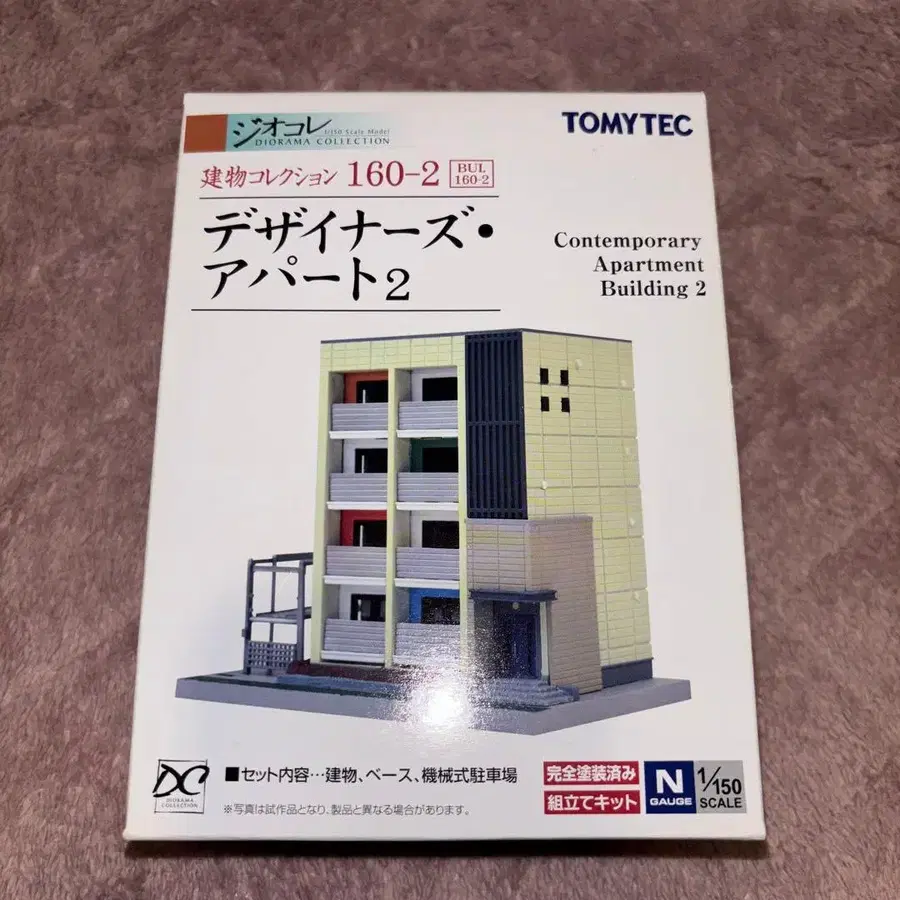 ジオコレ
1/150 Scale Model
DIORAMA COLLECTION
TOMYTEC
建物コレクション 160-2
BUI.
160-2
デザイナーズ・
アパート2
Contemporary
Apartment
Building 2
DC
DIORAMA
COLLECTION
■セット内容…建物、ベース、機械式駐車場
※写真は試作品となり、製品と異なる場合があります。
完全塗装済み
組立てキット
N
GAUGE
1/150
SCALE